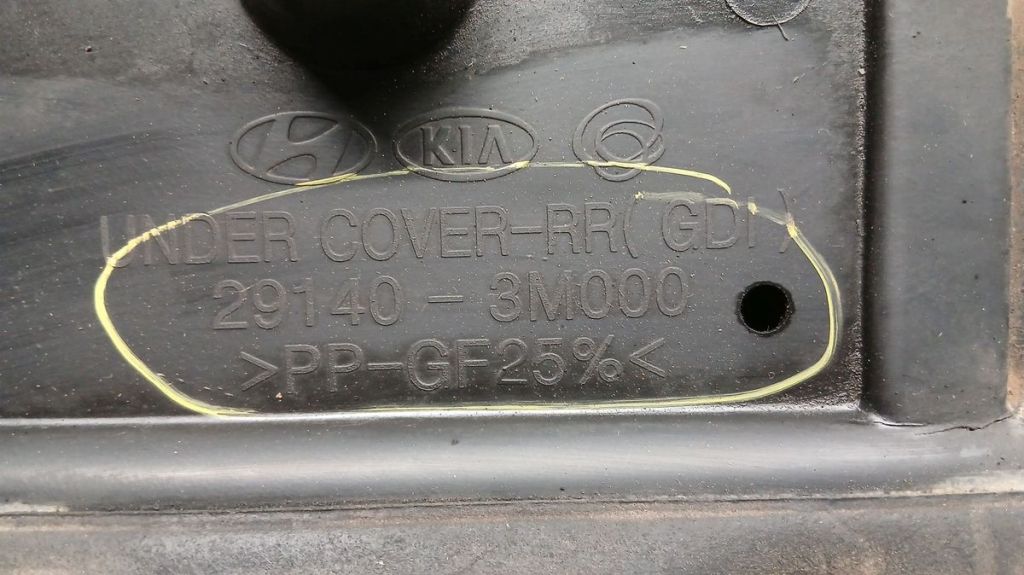 KIA
UNDER COVER-RR( GDI )
29140 - 3M000
>PP-GF25%<